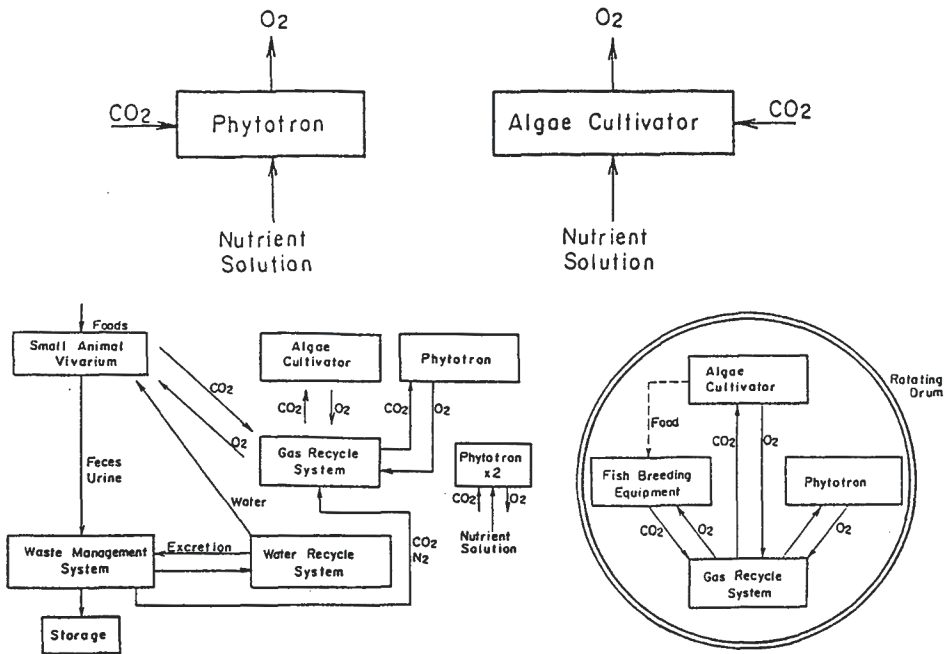 O2
O2
CO2
Phytotron
Algae Cultivator
CO2
Nutrient
Solution
Nutrient
Solution
Foods
Small Animal
Vivarium
CO2
O2
Algae
Cultivator
CO2
O2
Phytotron
CO2
O2
Gas Recycle
System
Phytotron
x2
CO2
O2
Nutrient
Solution
Feces
Urine
Water
Waste Management
System
Excretion
Water Recycle
System
CO2
N2
Storage
Algae
Cultivator
Rotating
Drum
Food
CO2
O2
Fish Breeding
Equipment
Phytotron
CO2
O2
O2
Gas Recycle
System